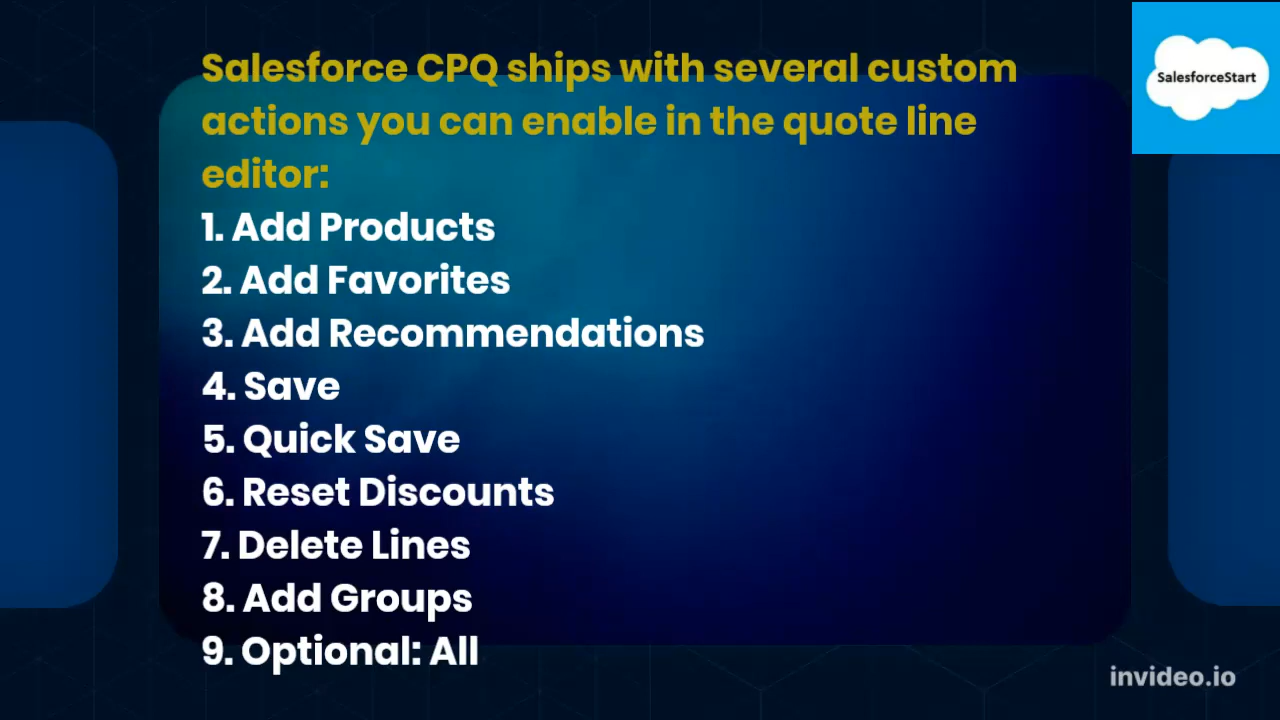 Salesforce CPQ ships with several custom
actions you can enable in the quote line
editor:
1. Add Products
2. Add Favorites
3. Add Recommendations
4. Save
5. Quick Save
6. Reset Discounts
7. Delete Lines
8. Add Groups
9. Optional: All
SalesforceStart
invideo.io